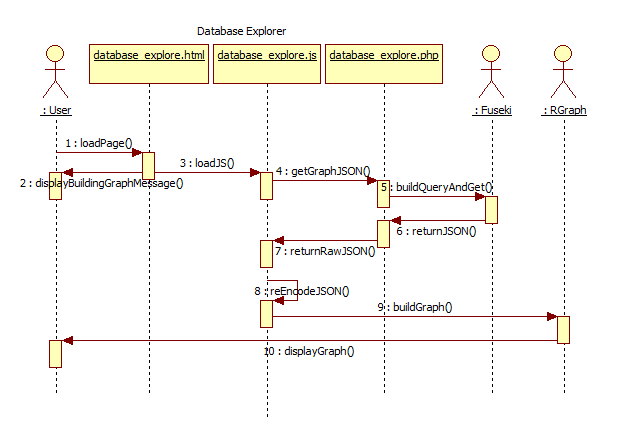 Database Explorer
database_explore.html
database_explore.js
database_explore.php
: User
: Fuseki
: RGraph
1 : loadPage()
3 : loadJS()
4 : getGraphJSON()
2 : displayBuildingGraphMessage()
5 : buildQueryAndGet()
6 : returnJSON()
7 : returnRawJSON()
8 : reEncodeJSON()
9 : buildGraph()
10 : displayGraph()